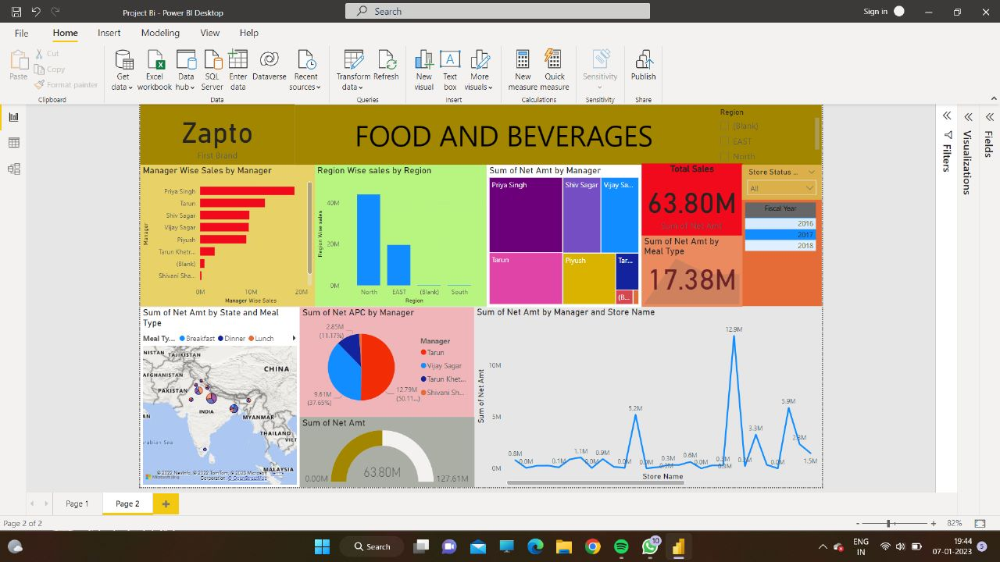 Project Bi - Power BI Desktop
Search
Sign in
File Home Insert Modeling View Help
Paste
Cut
Copy
Format painter
Clipboard
Get data
Excel workbook
Data hub
SQL Server
Enter data
Dataverse
Recent sources
Data
Transform data
Refresh
Queries
New visual
Text box
More visuals
Insert
New measure
Quick measure
Calculations
Sensitivity
Sensitivity
Publish
Share
Zapto
First Brand
FOOD AND BEVERAGES
Region
(Blank)
EAST
North
Manager Wise Sales by Manager
Manager
Priya Singh
Tarun
Shiv Sagar
Vijay Sagar
Piyush
Tarun Khetr...
(Blank)
Shivani Sha...
0M 10M 20M
Manager Wise Sales
Region Wise sales by Region
Region Wise sales
40M
20M
0M
North EAST (Blank) South
Region
Sum of Net Amt by Manager
Priya Singh
Shiv Sagar
Vijay Sa...
Tarun
Piyush
Tar...
(B...
Total Sales
63.80M
Sum of Net Amt
Sum of Net Amt by
Meal Type
17.38M
Store Status ...
All
Fiscal Year
2016
2017
2018
Sum of Net Amt by State and Meal
Type
Meal Ty... Breakfast Dinner Lunch
NISTAN TAJIKISTAN
CHINA
AFGHANISTAN
PAKISTAN
INDIA
MYANMAR
THAILAND
VIET
rabian Sea
MALAYSIA
Microsoft Bing
© 2022 NavInfo, © 2022 TomTom, © 2023 Microsoft Terms
Corporation, © OpenStreetMap
Sum of Net APC by Manager
2.85M
(11.17%)
9.61M
(37.65%)
12.79M
(50.11...)
Manager
Tarun
Vijay Sagar
Tarun Khet...
Shivani Sh...
Sum of Net Amt
0.00M 63.80M 127.61M
Sum of Net Amt by Manager and Store Name
Sum of Net Amt
10M
5M
0M
0.8M
0.0M
0.1M
1.1M
0.0M
0.9M
0.0M
5.2M
0.0M
0.3M
0.6M
0.0M
12.9M
3.3M
0.0M
5.9M
1.5M
Store Name
Filters
Visualizations
Fields
Page 1 Page 2
Page 2 of 2
82%
Search
10
ENG
IN
19:44
07-01-2023
5